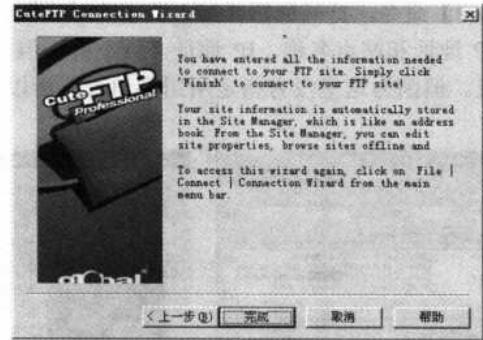 CuteFTP Connection Wizard
CuteFTP
Professional
You have entered all the information needed
to connect to your FTP site. Simply click
'Finish' to connect to your FTP site!
Your site information is automatically stored
in the Site Manager, which is like an address
book. From the Site Manager, you can edit
site properties, browse sites offline and
To access this wizard again, click on File |
Connect | Connection Wizard from the main
menu bar.
<上一步(B)
完成
取消
帮助